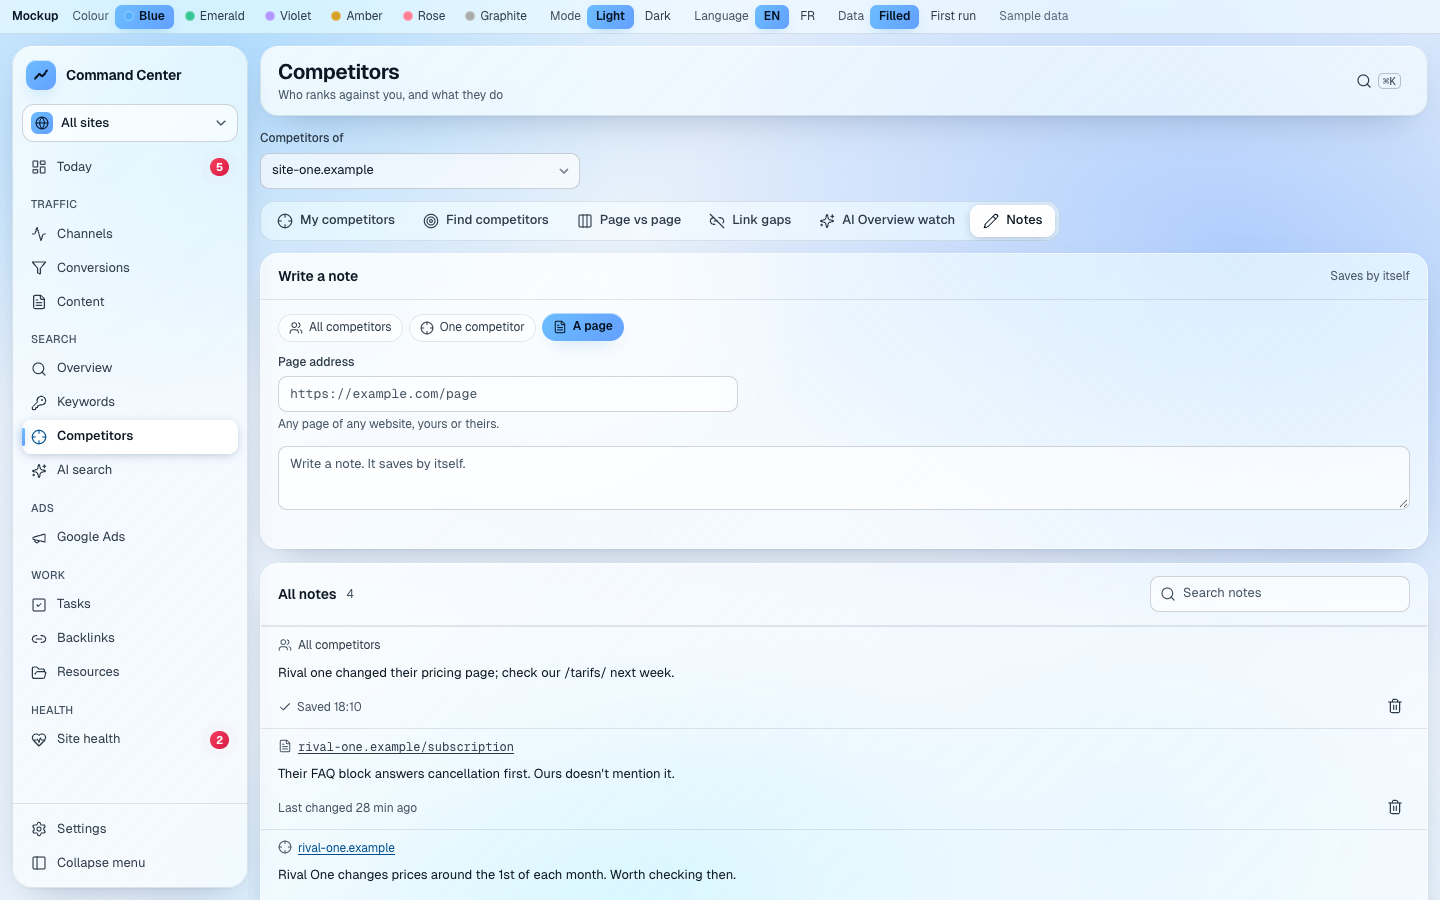 Mockup Colour Blue Emerald Violet Amber Rose Graphite Mode Light Dark Language EN FR Data Filled First run Sample data
Command Center
All sites
Today 5
TRAFFIC
Channels
Conversions
Content
SEARCH
Overview
Keywords
Competitors
AI search
ADS
Google Ads
WORK
Tasks
Backlinks
Resources
HEALTH
Site health 2
Settings
Collapse menu
Competitors
Who ranks against you, and what they do
⌘K
Competitors of
site-one.example
My competitors Find competitors Page vs page Link gaps AI Overview watch Notes
Write a note Saves by itself
All competitors One competitor A page
Page address
https://example.com/page
Any page of any website, yours or theirs.
Write a note. It saves by itself.
All notes 4 Search notes
All competitors
Rival one changed their pricing page; check our /tarifs/ next week.
Saved 18:10
rival-one.example/subscription
Their FAQ block answers cancellation first. Ours doesn't mention it.
Last changed 28 min ago
rival-one.example
Rival One changes prices around the 1st of each month. Worth checking then.